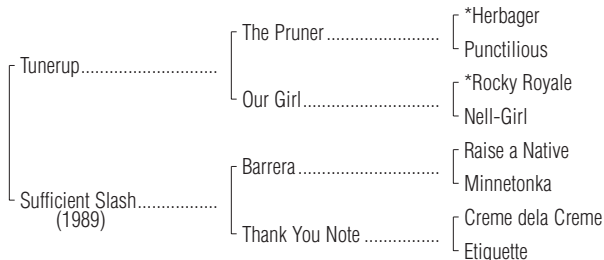 *Herbager
The Pruner
Punctilious
Tunerup
*Rocky Royale
Our Girl
Nell-Girl
Raise a Native
Barrera
Minnetonka
Sufficient Slash
(1989)
Creme dela Creme
Thank You Note
Etiquette